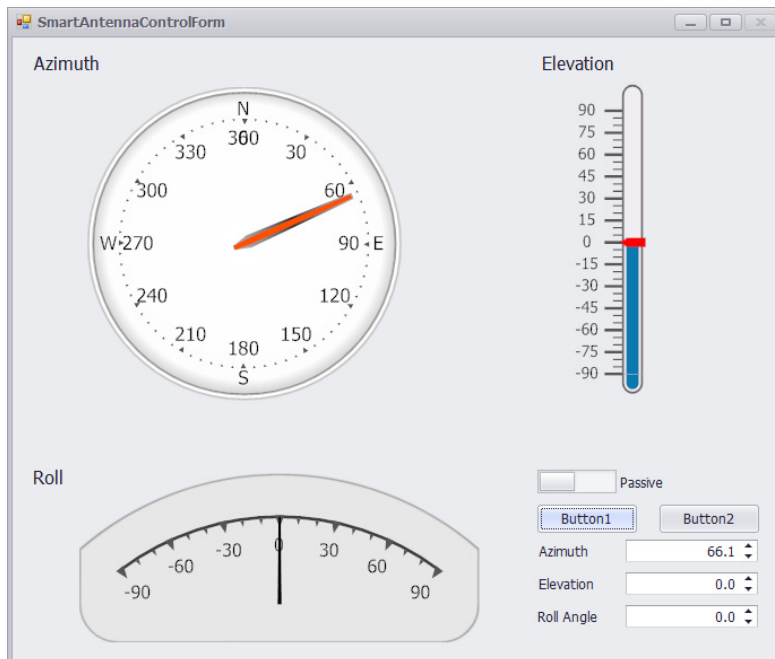 SmartAntennaControlForm
Azimuth
N
360
0
330 30
300 60
W 270 90 E
240 120
210 150
180
S
Elevation
90
75
60
45
30
15
0
-15
-30
-45
-60
-75
-90
Roll
-90 -60 -30 0 30 60 90
Passive
Button1 Button2
Azimuth 66.1
Elevation 0.0
Roll Angle 0.0